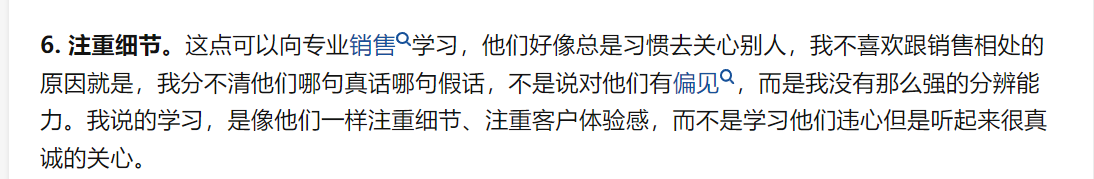 6. 注重细节。这点可以向专业销售学习，他们好像总是习惯去关心别人，我不喜欢跟销售相处的
原因就是，我分不清他们哪句真话哪句假话，不是说对他们有偏见，而是我没有那么强的分辨能
力。我说的学习，是像他们一样注重细节、注重客户体验感，而不是学习他们违心但是听起来很真
诚的关心。